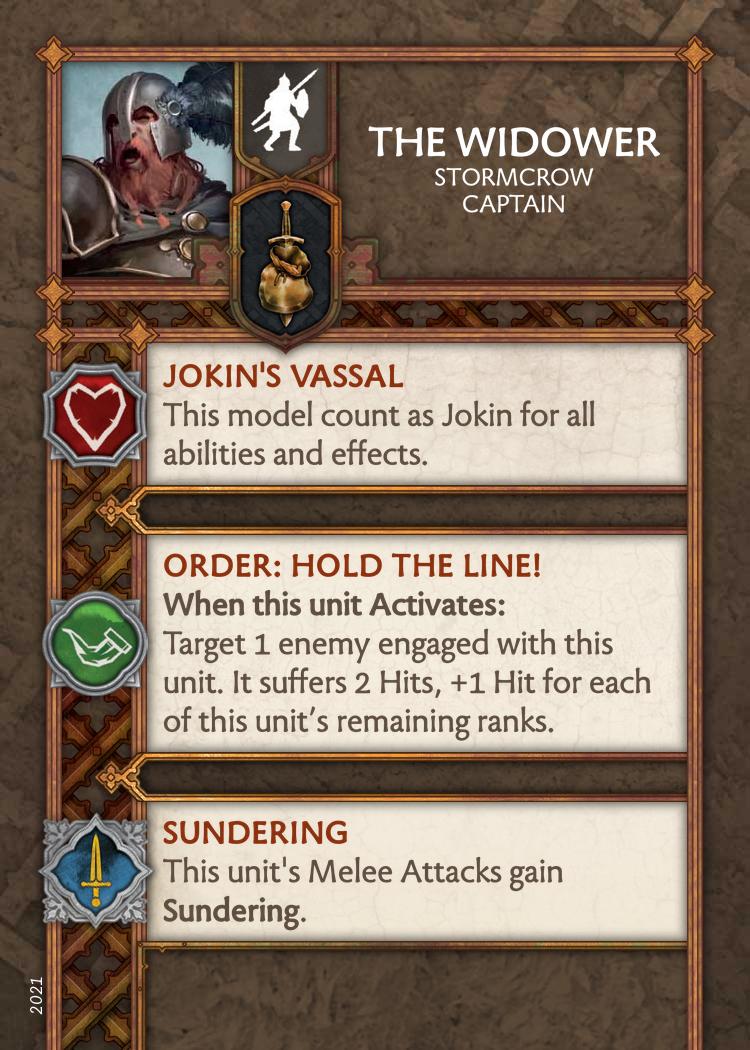 THE WIDOWER
STORMCROW
CAPTAIN
JOKIN'S VASSAL
This model count as Jokin for all
abilities and effects.
ORDER: HOLD THE LINE!
When this unit Activates:
Target 1 enemy engaged with this
unit. It suffers 2 Hits, +1 Hit for each
of this unit's remaining ranks.
SUNDERING
This unit's Melee Attacks gain
Sundering.
2021